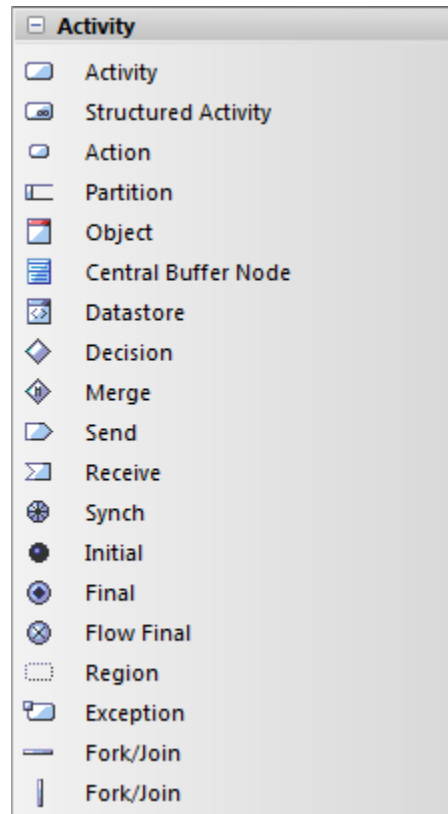 Activity
Activity
Structured Activity
Action
Partition
Object
Central Buffer Node
Datastore
Decision
Merge
Send
Receive
Synch
Initial
Final
Flow Final
Region
Exception
Fork/Join
Fork/Join